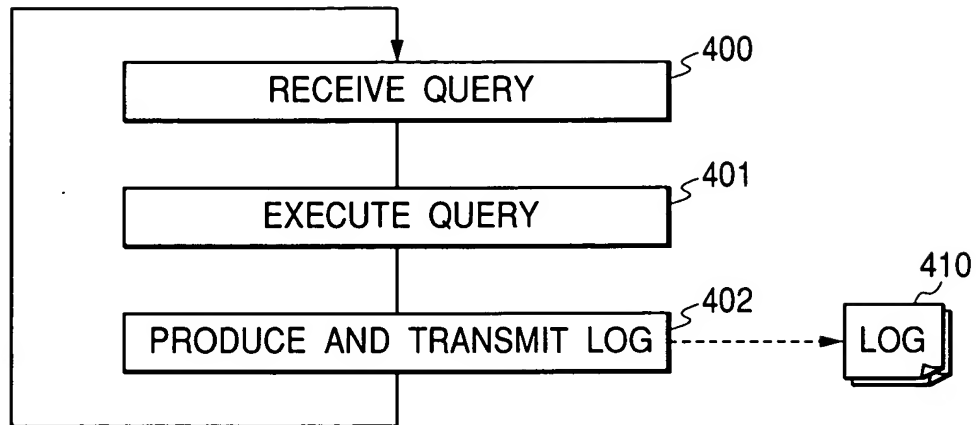 400
RECEIVE QUERY
401
EXECUTE QUERY
402
PRODUCE AND TRANSMIT LOG
410
LOG